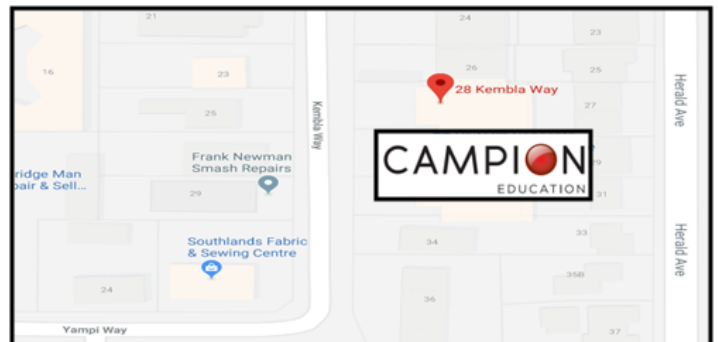 21
24
23
16
23
26
25
28 Kembla Way
Herald Ave
27
25
Kembla Way
CAMPION
EDUCATION
Frank Newman
Smash Repairs
ridge Man
pair & Sell...
29
9
31
Southlands Fabric
& Sewing Centre
34
33
Herald Ave
35B
24
36
Yampi Way
37